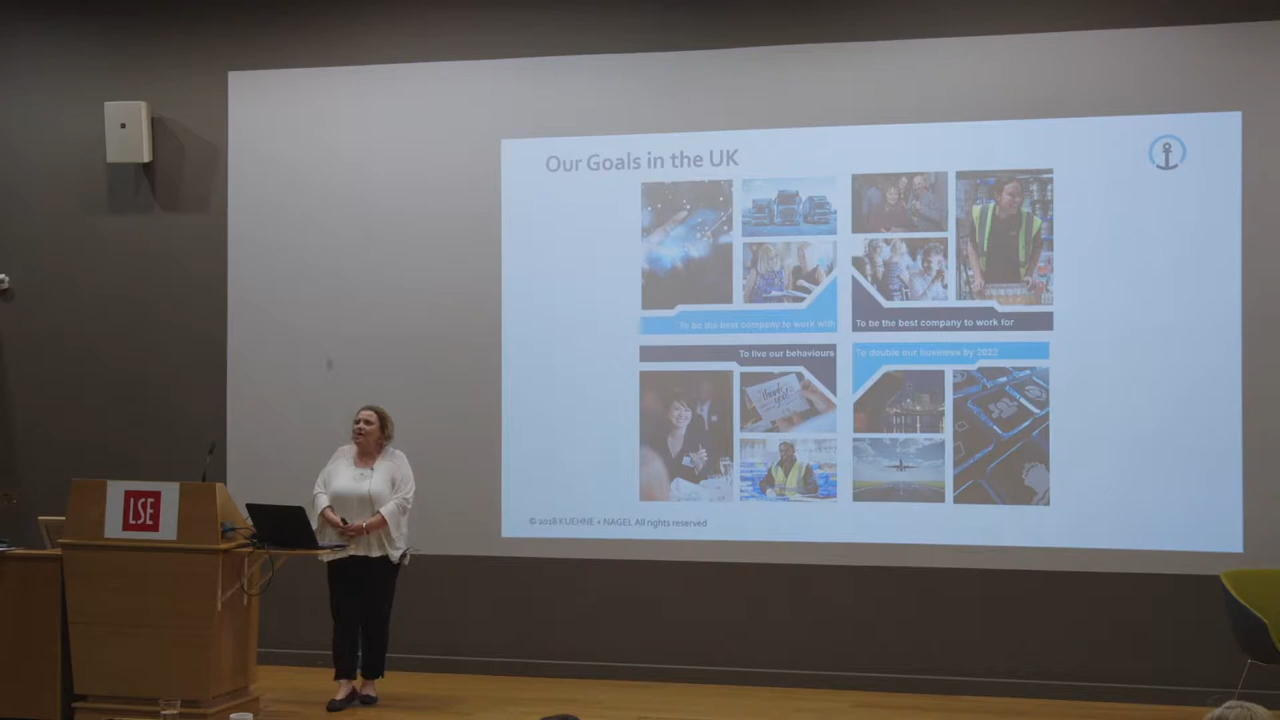 Our Goals in the UK
To be the best company to work with
To be the best company to work for
To live our behaviours
To double our business by 2022
thank
you!
© 2018 KUEHNE + NAGEL All rights reserved
LSE